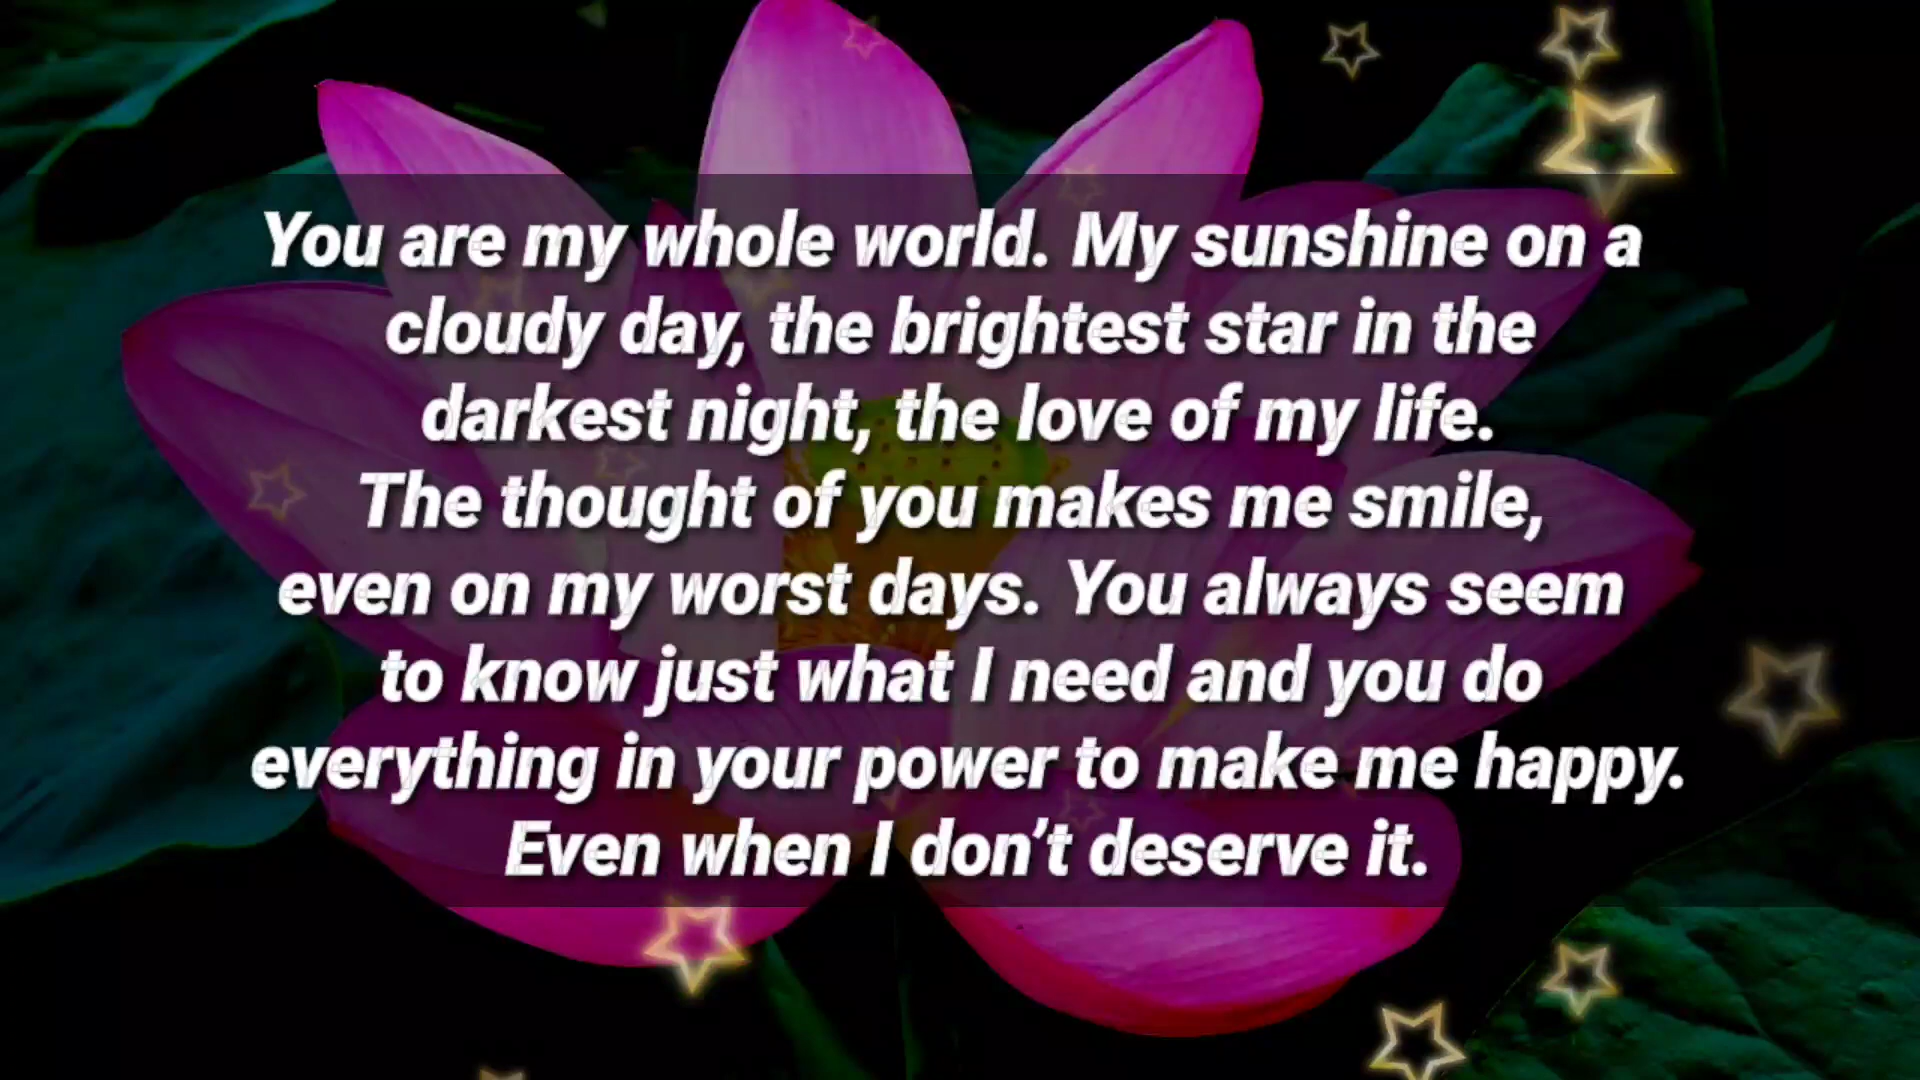 You are my whole world. My sunshine on a
cloudy day, the brightest star in the
darkest night, the love of my life.
The thought of you makes me smile,
even on my worst days. You always seem
to know just what I need and you do
everything in your power to make me happy.
Even when I don’t deserve it.